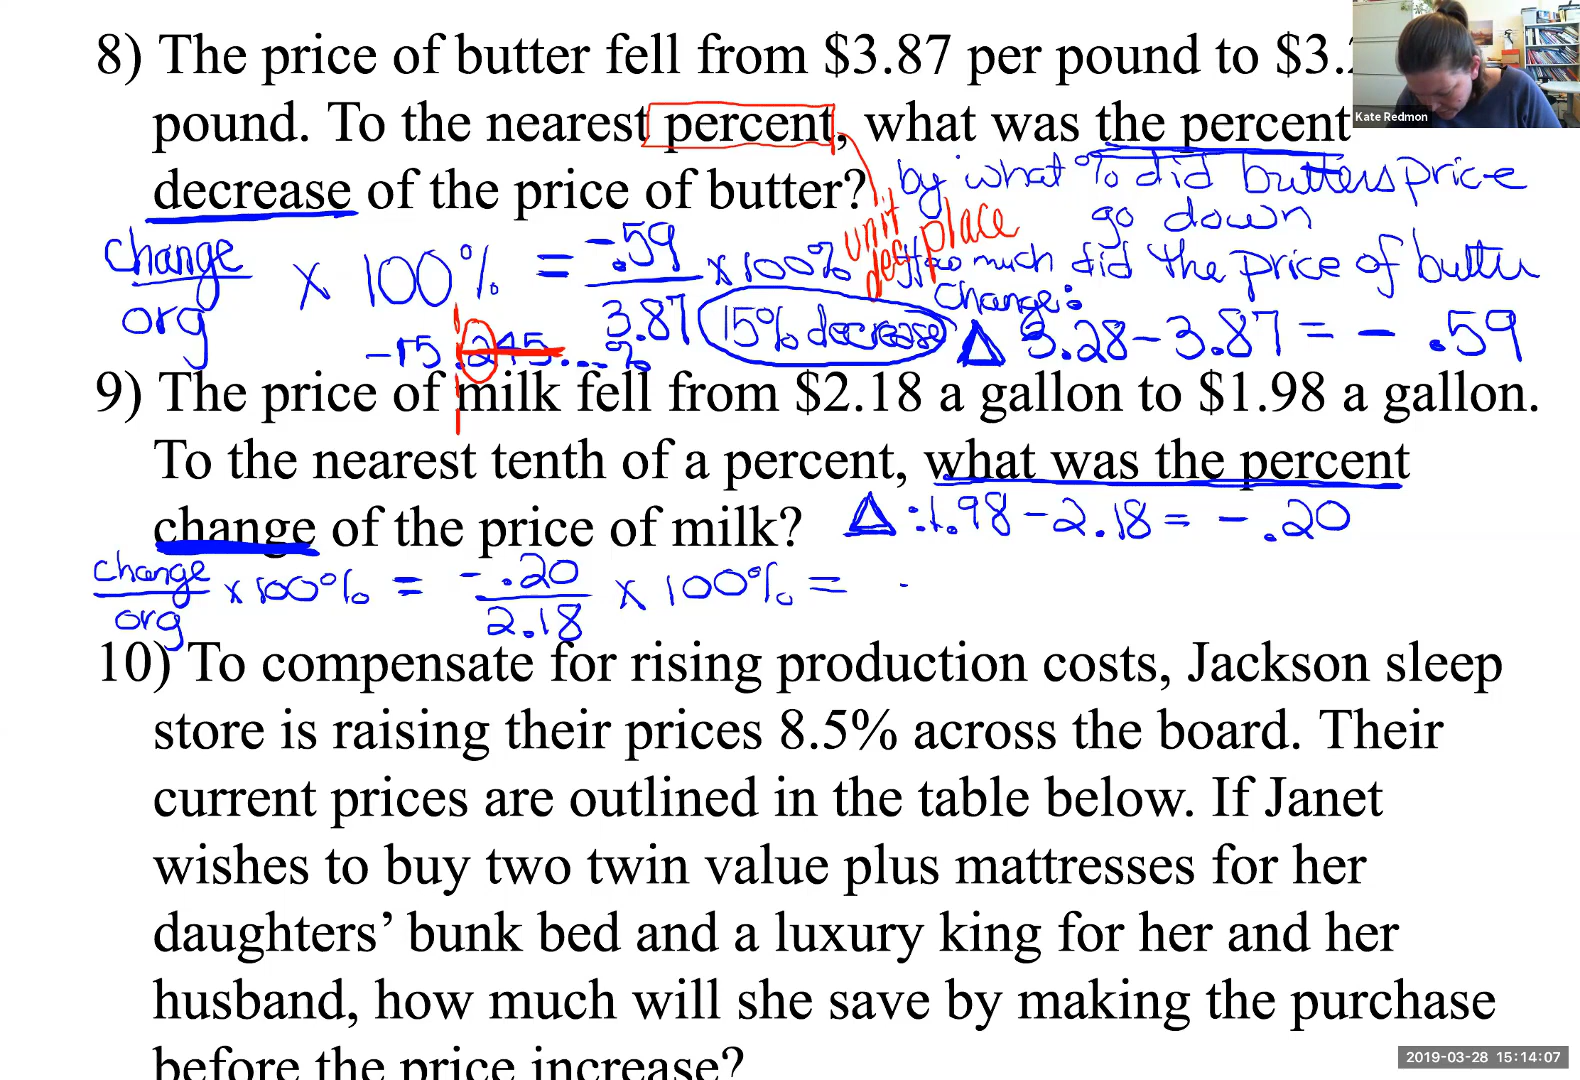 8) The price of butter fell from $3.87 per pound to $3.
Kate Redmon
pound. To the nearest percent, what was the percent
decrease of the price of butter?
by what % did butters price
go down
unit place
dec
How much did the price of butter
change:
change
org
x 100% = -.59
3.87
x 100%
15% decrease
Δ 3.28-3.87 = - .59
-15.245...%
9) The price of milk fell from $2.18 a gallon to $1.98 a gallon.
To the nearest tenth of a percent, what was the percent
change of the price of milk?
Δ:1.98-2.18= -.20
change
org
x 100% = -.20
2.18
x 100% =
10) To compensate for rising production costs, Jackson sleep
store is raising their prices 8.5% across the board. Their
current prices are outlined in the table below. If Janet
wishes to buy two twin value plus mattresses for her
daughters’ bunk bed and a luxury king for her and her
husband, how much will she save by making the purchase
before the price increase?
2019-03-28 15:14:07